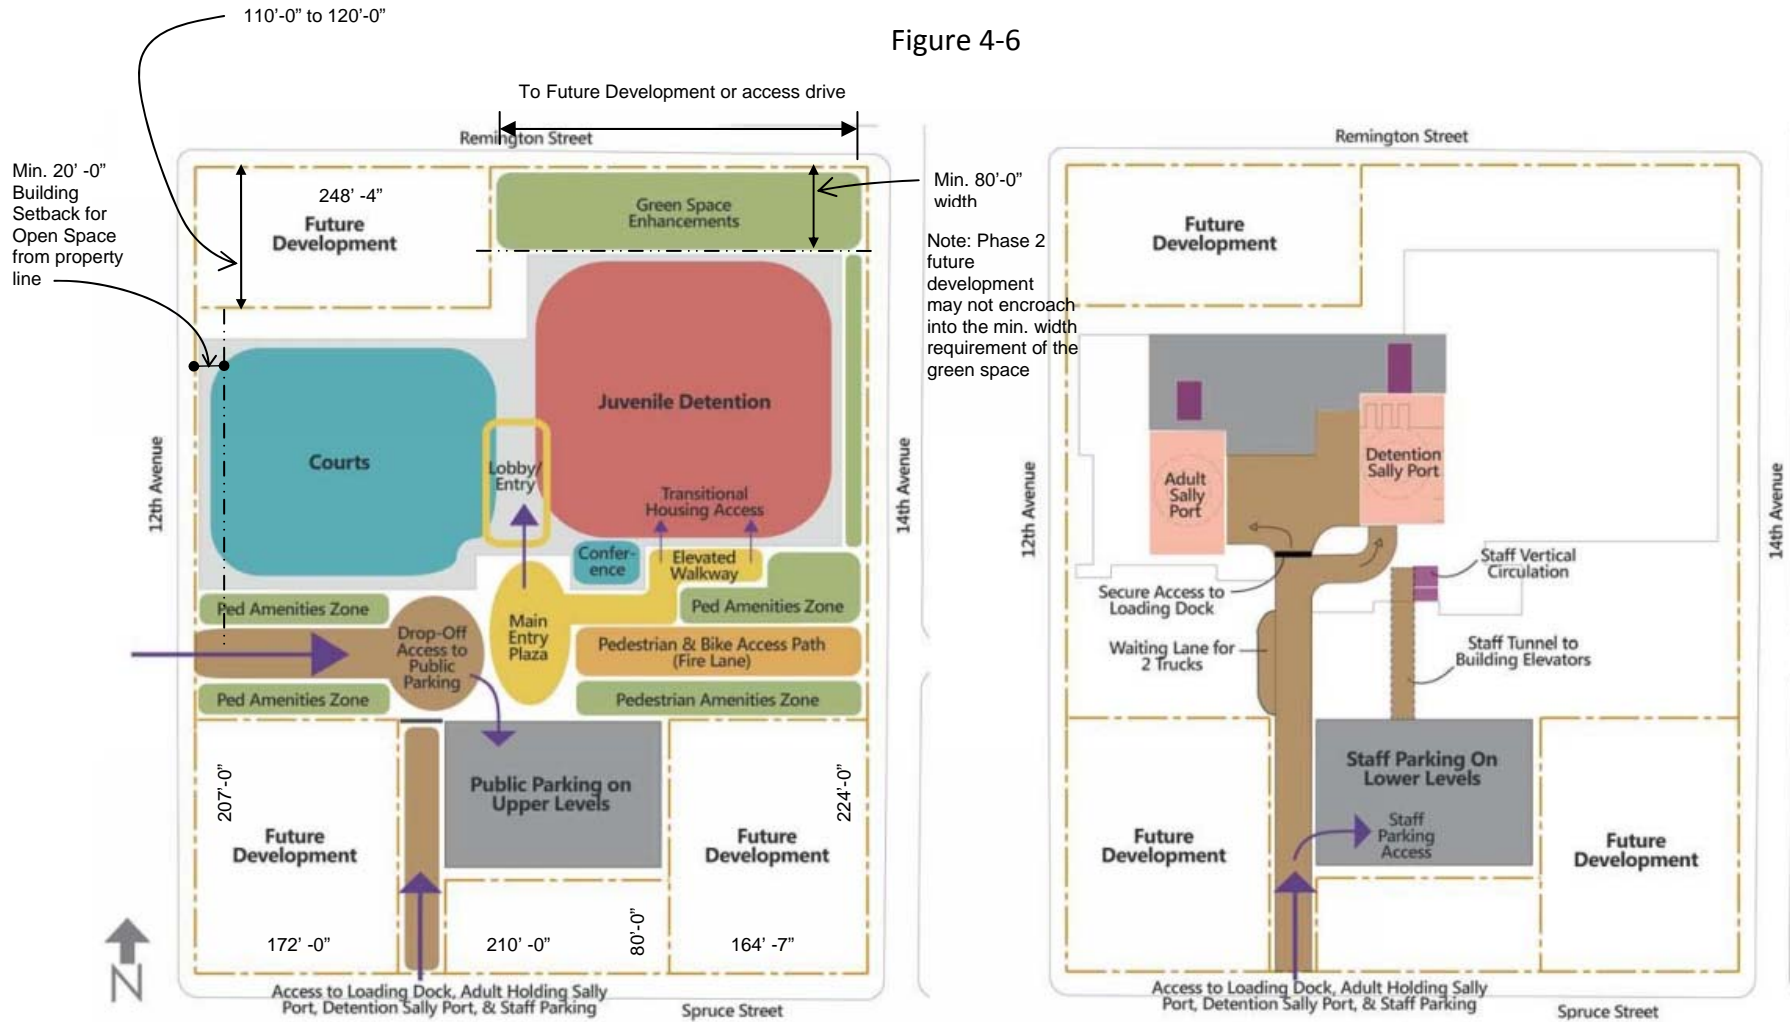 110'-0” to 120'-0”
Figure 4-6
To Future Development or access drive
Remington Street
Min. 20' -0”
Building
Setback for
Open Space
from property
line
248' -4”
Future
Development
Green Space
Enhancements
Min. 80'-0”
width
Note: Phase 2
future
development
may not encroach
into the min. width
requirement of the
green space
12th Avenue
Courts
Lobby/
Entry
Juvenile Detention
Transitional
Housing Access
14th Avenue
Confer-
ence
Elevated
Walkway
Ped Amenities Zone
Ped Amenities Zone
Drop-Off
Access to
Public
Parking
Main
Entry
Plaza
Pedestrian & Bike Access Path
(Fire Lane)
Ped Amenities Zone
Pedestrian Amenities Zone
207'-0”
Future
Development
172' -0”
Public Parking on
Upper Levels
210' -0”
80'-0”
224'-0”
Future
Development
164' -7”
N
Access to Loading Dock, Adult Holding Sally
Port, Detention Sally Port, & Staff Parking
Spruce Street
Remington Street
Future
Development
12th Avenue
Adult
Sally
Port
Detention
Sally Port
14th Avenue
Secure Access to
Loading Dock
Staff Vertical
Circulation
Waiting Lane for
2 Trucks
Staff Tunnel to
Building Elevators
Future
Development
Staff Parking On
Lower Levels
Staff
Parking
Access
Future
Development
Access to Loading Dock, Adult Holding Sally
Port, Detention Sally Port, & Staff Parking
Spruce Street